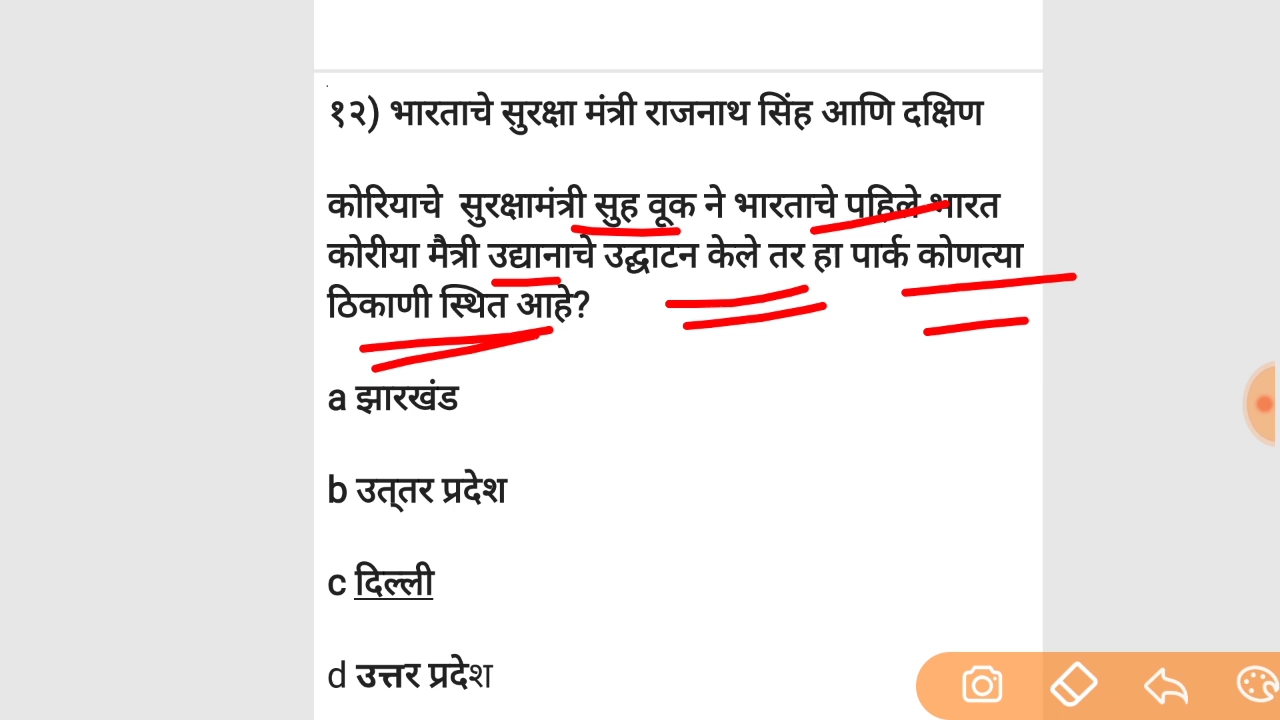 १२) भारताचे सुरक्षा मंत्री राजनाथ सिंह आणि दक्षिण
कोरियाचे सुरक्षामंत्री सुह वूक ने भारताचे पहिले भारत
कोरीया मैत्री उद्यानाचे उद्घाटन केले तर हा पार्क कोणत्या
ठिकाणी स्थित आहे?
a झारखंड
b उत्‌तर प्रदेश
c दिल्ली
d उत्तर प्रदेश